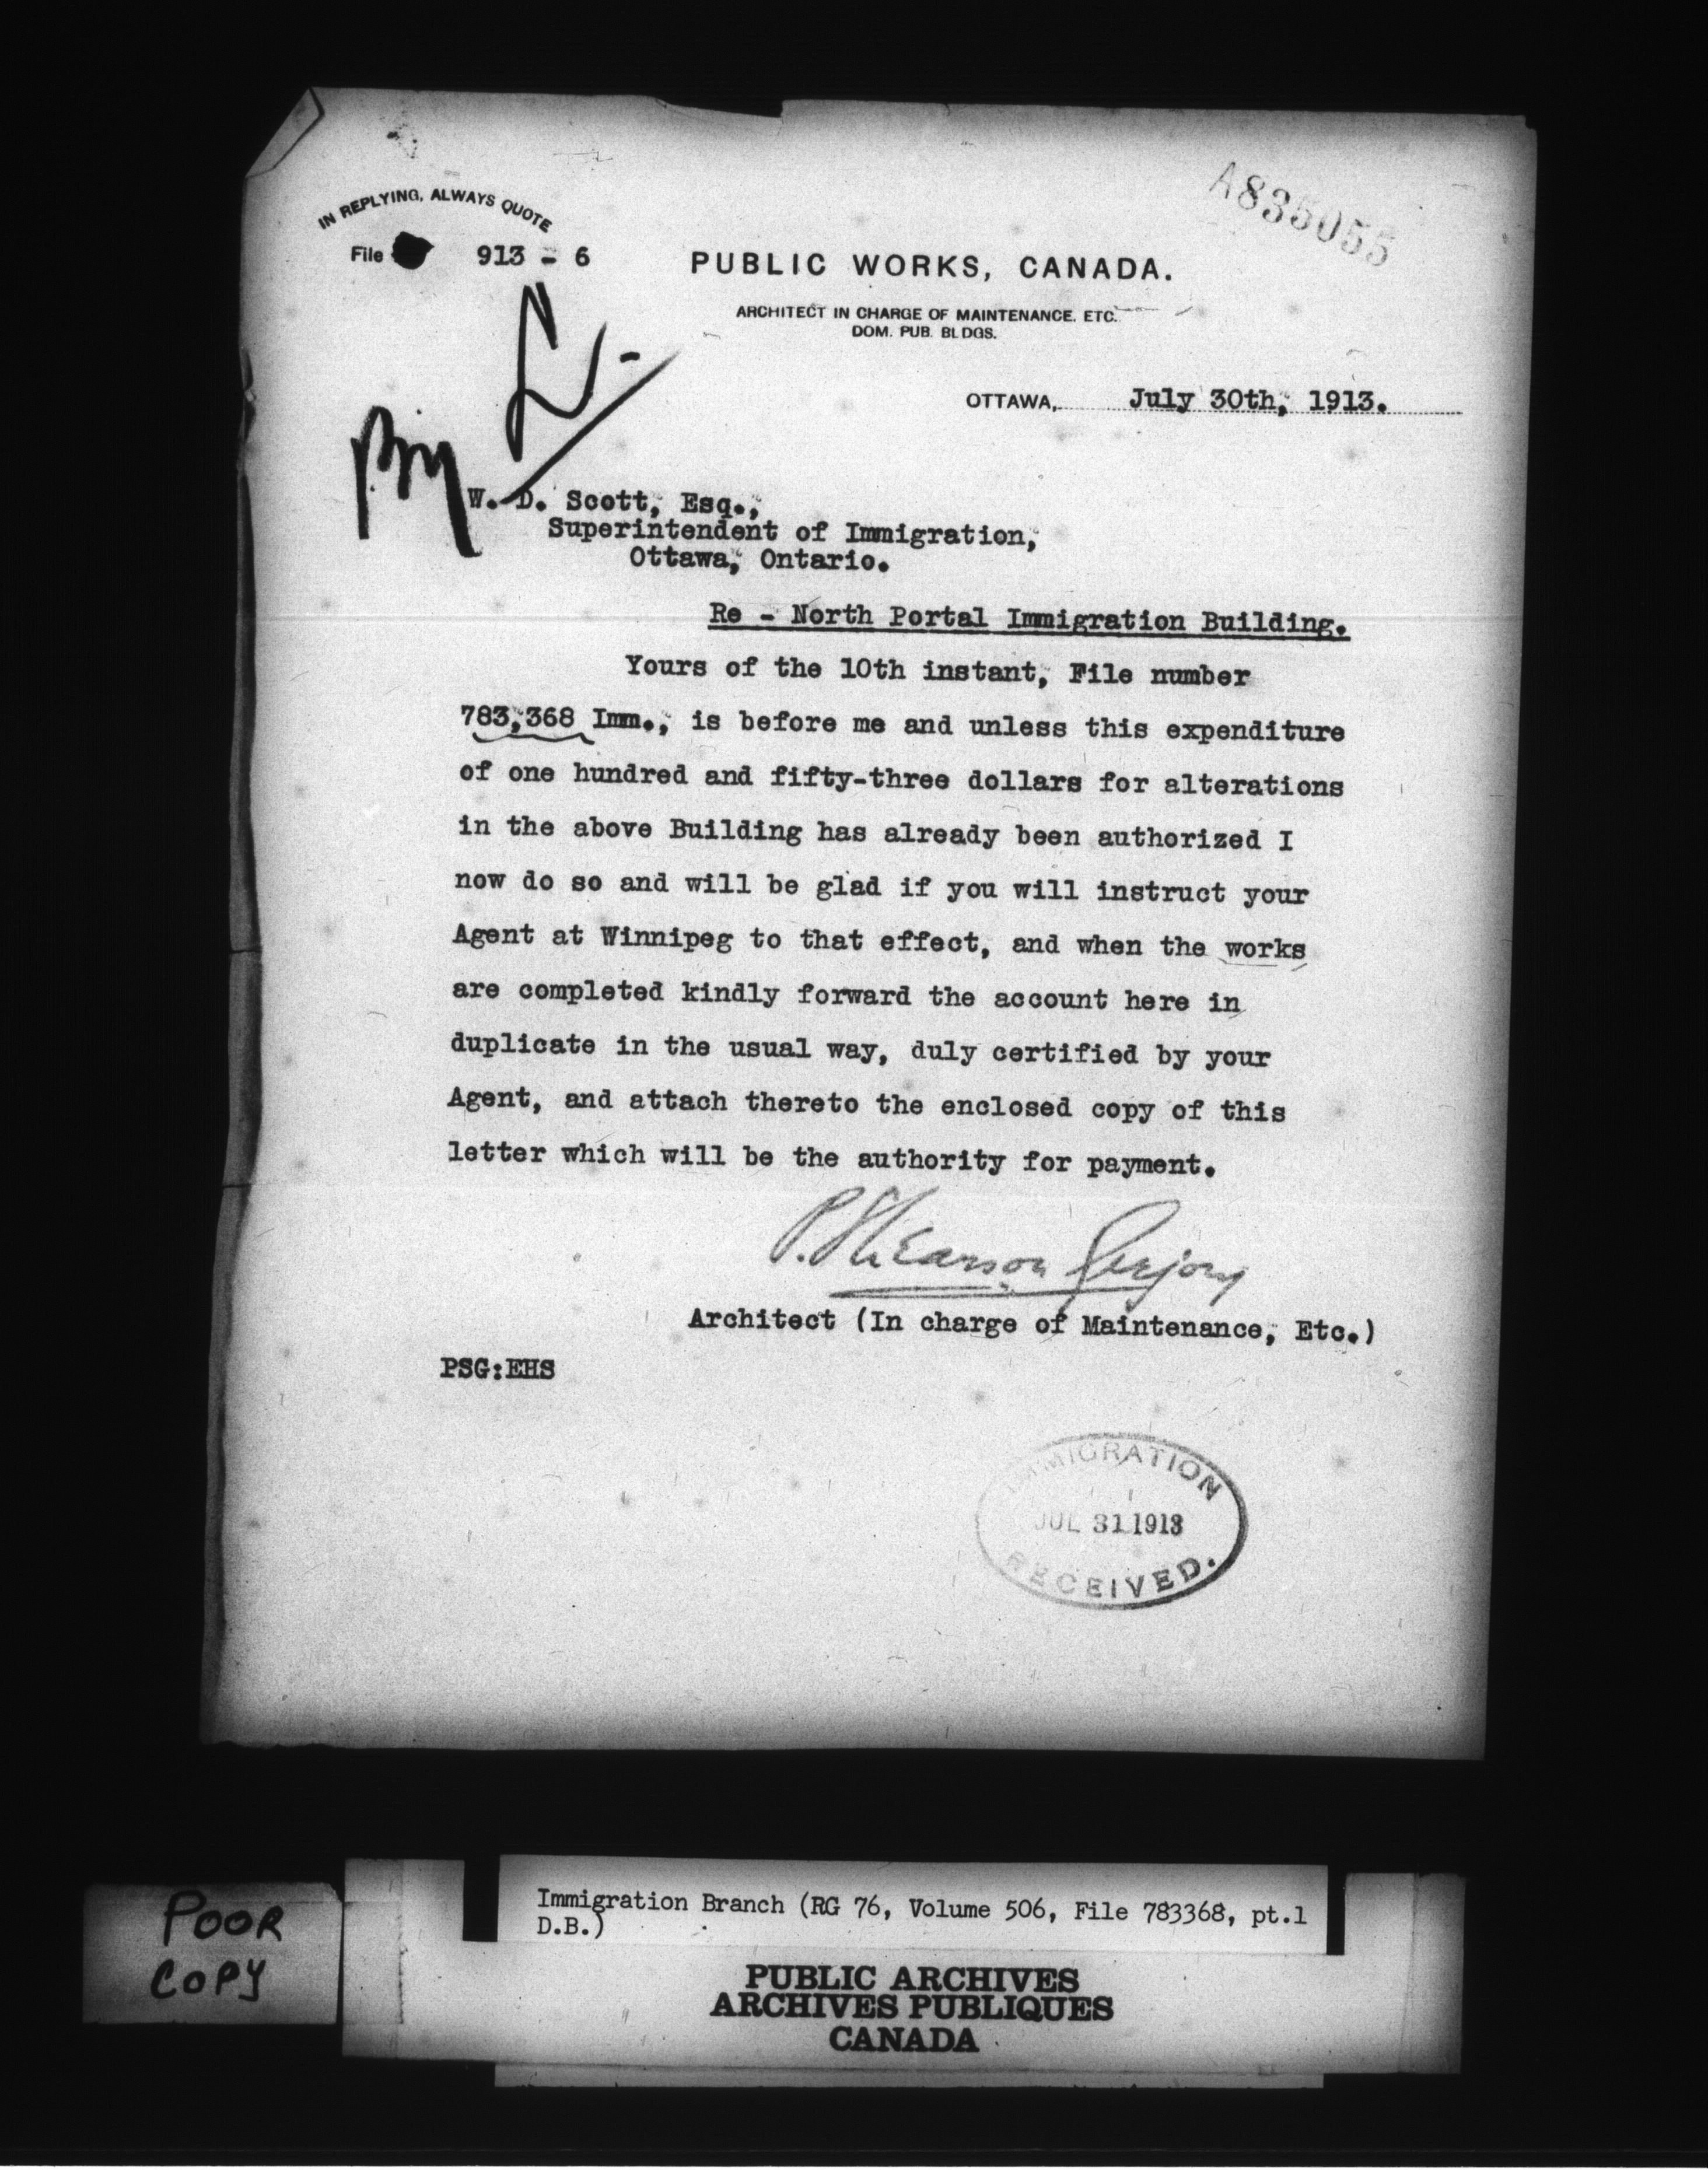 IN REPLYING, ALWAYS QUOTE
File 913 - 6
A835055
PUBLIC WORKS, CANADA.
ARCHITECT IN CHARGE OF MAINTENANCE, ETC.
DOM. PUB. BLDGS.
OTTAWA, July 30th, 1913.
W. D. Scott, Esq.,
Superintendent of Immigration,
Ottawa, Ontario.
Re - North Portal Immigration Building.
Yours of the 10th instant, File number
783,368 Imm., is before me and unless this expenditure
of one hundred and fifty-three dollars for alterations
in the above Building has already been authorized I
now do so and will be glad if you will instruct your
Agent at Winnipeg to that effect, and when the works
are completed kindly forward the account here in
duplicate in the usual way, duly certified by your
Agent, and attach thereto the enclosed copy of this
letter which will be the authority for payment.
Architect (In charge of Maintenance, Etc.)
PSG:EHS
IMMIGRATION
JUL 31 1913
RECEIVED.
POOR
COPY
Immigration Branch (RG 76, Volume 506, File 783368, pt.1
D.B.)
PUBLIC ARCHIVES
ARCHIVES PUBLIQUES
CANADA